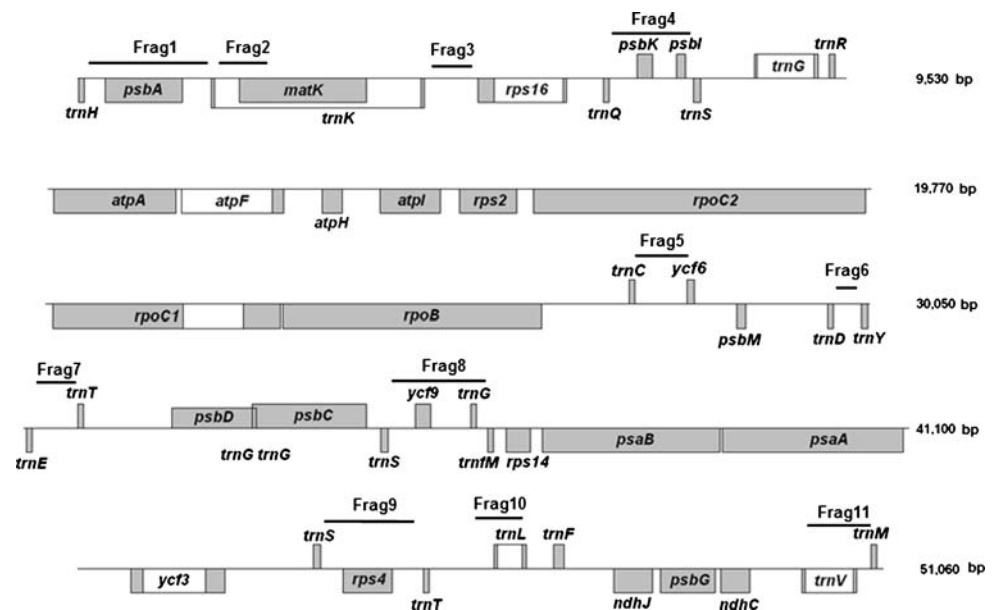 Frag1 Frag2 Frag3 Frag4
psbK psbI trnR
trnG
9,530 bp
psbA matK rps16
trnH trnK trnQ trnS
atpA atpF atpI rps2 rpoC2
19,770 bp
atpH
Frag5
trnC ycf6 Frag6
rpoC1 rpoB
30,050 bp
psbM trnD trnY
Frag7 Frag8
trnT ycf9 trnG
psbD psbC
41,100 bp
psaB psaA
trnE trnG trnG trnS trnfM rps14
Frag9 Frag10 Frag11
trnS trnL trnF trnM
51,060 bp
ycf3 rps4 psbG trnV
trnT ndhJ ndhC